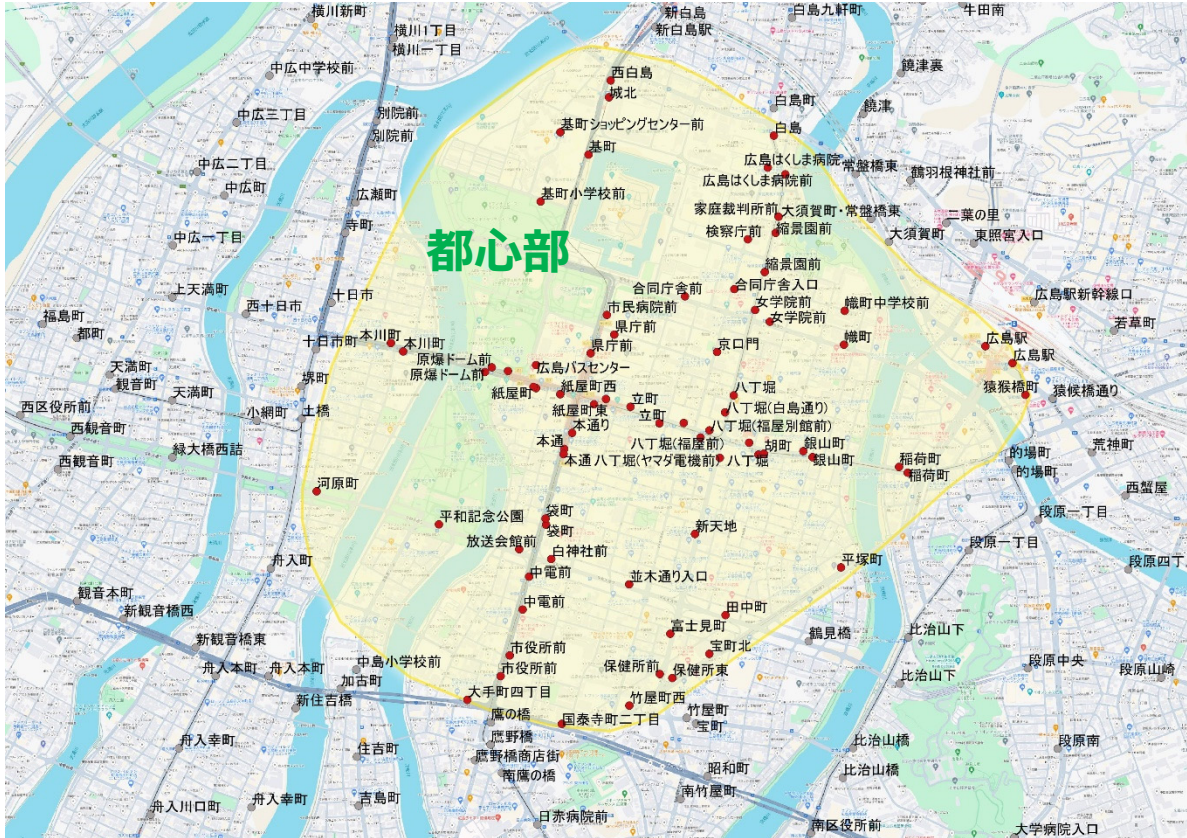 横川新町
新白島
白島九軒町
牛田南
横川1丁目
新白島駅
横川一丁目
中広中学校前
西白島
饒津裏
城北
白島町
饒津
中広三丁目
別院前
別院前
基町ショッピングセンター前
白島
基町
中広二丁目
広島はくしま病院
常盤橋東
鶴羽根神社前
中広町
広島はくしま病院前
基町小学校前
広瀬町
家庭裁判所前
大須賀町・常盤橋東
二葉の里
寺町
検察庁前
縮景園前
大須賀町
東照宮入口
中広一丁目
都心部
縮景園前
上天満町
十日市
合同庁舎前
合同庁舎入口
広島駅新幹線口
西十日市
市民病院前
女学院前
幟町中学校前
福島町
女学院前
県庁前
若草町
都町
十日市町
本川町
本川町
県庁前
京口門
幟町
広島駅
原爆ドーム前
広島バスセンター
広島駅
天満町
原爆ドーム前
観音町
堺町
紙屋町
紙屋町西
八丁堀
猿猴橋町
猿候橋通り
天満町
西区役所前
小網町
土橋
紙屋町東
立町
立町
八丁堀(白島通り)
本通り
八丁堀(福屋別館前)
西観音町
緑大橋西詰
本通
八丁堀(福屋前)
胡町
銀山町
荒神町
西観音町
本通
八丁堀(ヤマダ電機前)
八丁堀
銀山町
稲荷町
稲荷町
的場町
的場町
河原町
西蟹屋
袋町
平和記念公園
袋町
新天地
段原一丁目
放送会館前
段原一丁目
白神社前
舟入町
中電前
平塚町
段原四丁
並木通り入口
観音本町
新観音橋西
中電前
田中町
富士見町
鶴見橋
比治山下
新観音橋東
市役所前
宝町北
中島小学校前
舟入本町
舟入本町
市役所前
保健所前
保健所東
段原中央
段原山崎
加古町
比治山下
大手町四丁目
新住吉橋
竹屋町西
竹屋町
鷹の橋
国泰寺町二丁目
宝町
鷹野橋
舟入幸町
住吉町
比治山橋
段原南
鷹野橋商店街
南鷹の橋
昭和町
比治山橋
南竹屋町
舟入川口町
舟入幸町
吉島町
日赤病院前
南区役所前
大学病院入口